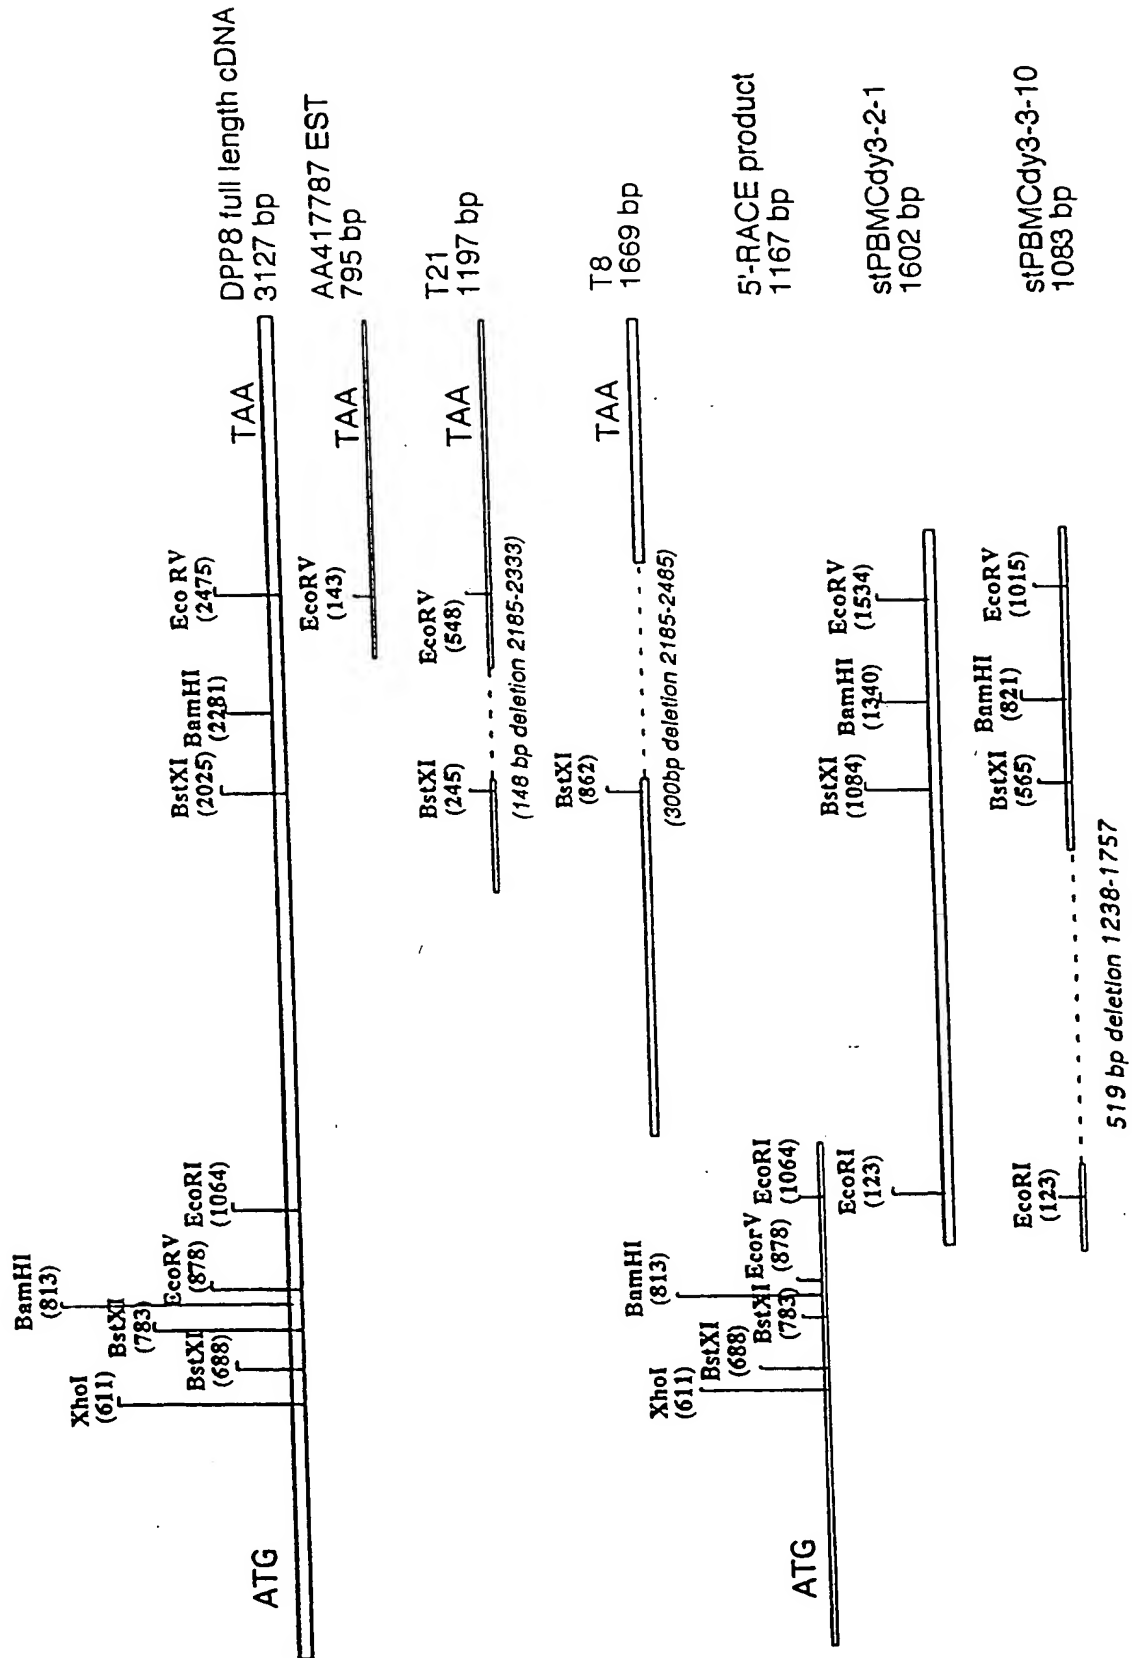 DPP8 full length cDNA
3127 bp
BamHI
(813)
XhoI
(611)
BstXI
(783)
BstXI
(688)
EcoRV
(878)
EcoRI
(1064)
BstXI
(2025)
BamHI
(2281)
Eco RV
(2475)
ATG
TAA
AA417787 EST
795 bp
EcoRV
(143)
TAA
T21
1197 bp
BstXI
(245)
EcoRV
(548)
TAA
(148 bp deletion 2185-2333)
T8
1669 bp
BstXI
(862)
TAA
(300bp deletion 2185-2485)
5'-RACE product
1167 bp
BamHI
(813)
XhoI
(611)
BstXI
(688)
BstXI
(783)
EcorV
(878)
EcoRI
(1064)
ATG
stPBMCdy3-2-1
1602 bp
EcoRI
(123)
BstXI
(1084)
BamHI
(1340)
EcoRV
(1534)
stPBMCdy3-3-10
1083 bp
EcoRI
(123)
BstXI
(565)
BamHI
(821)
EcoRV
(1015)
519 bp deletion 1238-1757